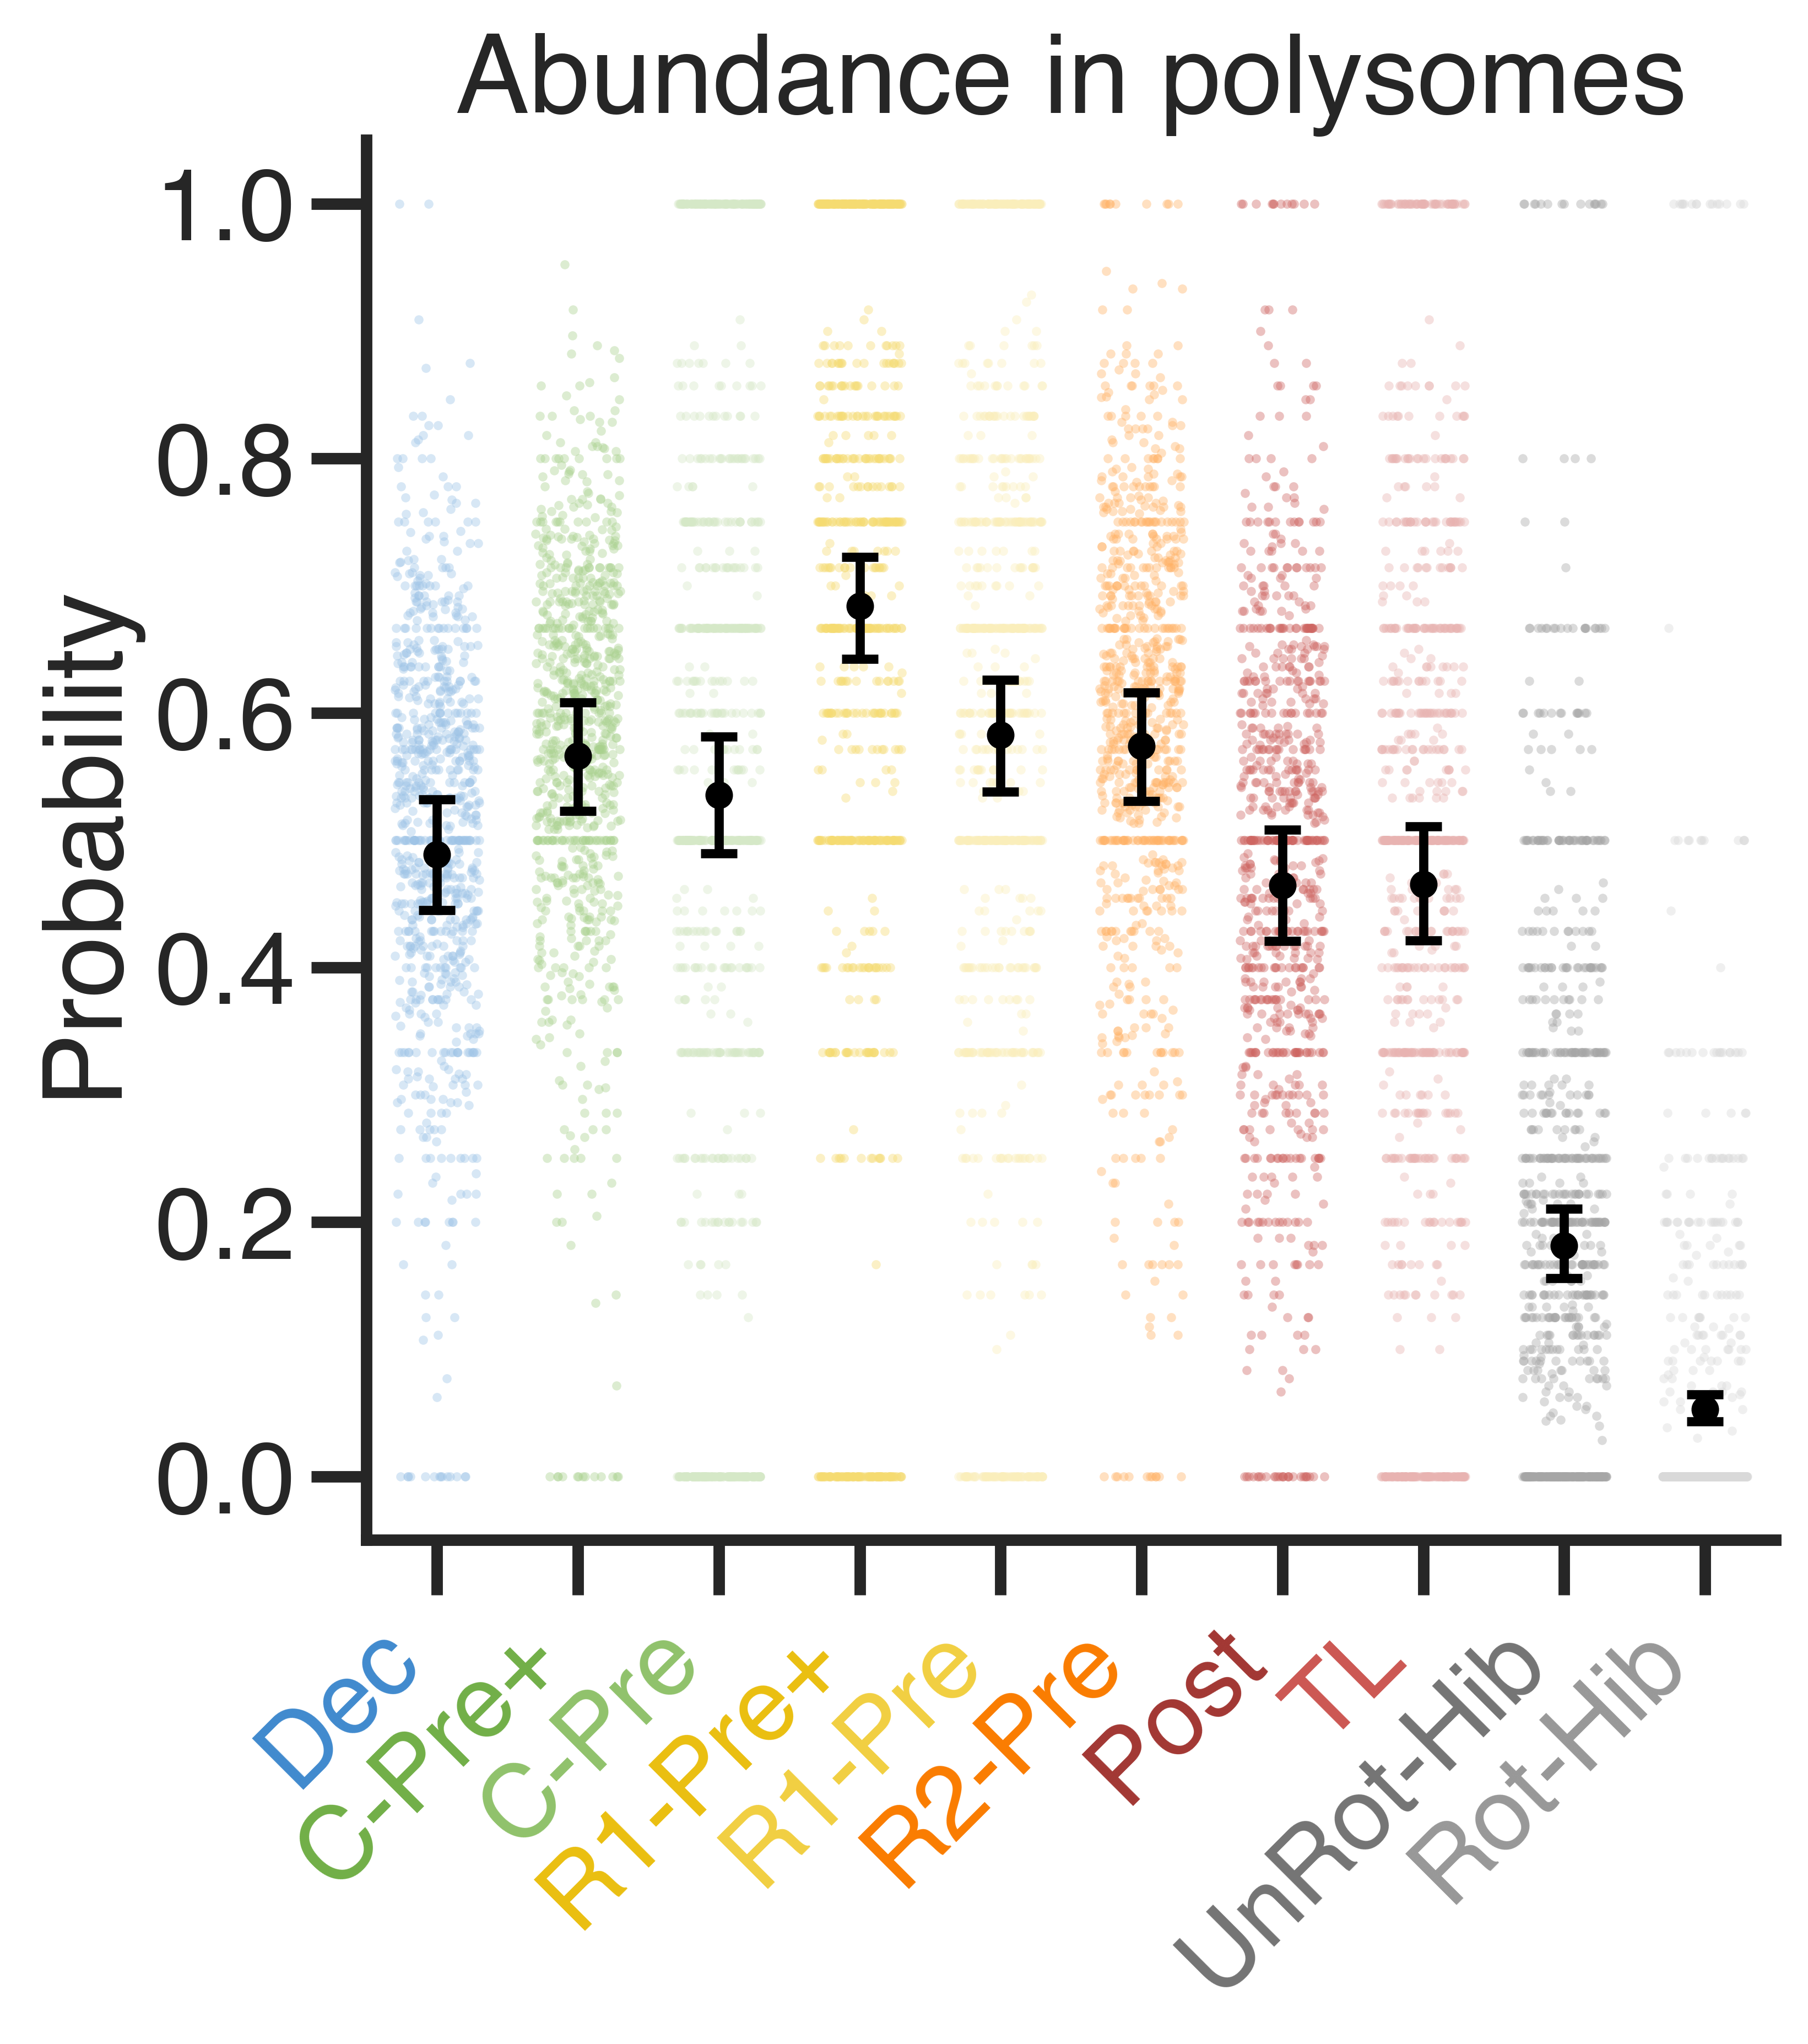 Abundance in polysomes
Probability
1.0
0.8
0.6
0.4
0.2
0.0
Dec
C-Pre+
C-Pre
R1-Pre+
R1-Pre
R2-Pre
Post
TL
UnRot-Hib
Rot-Hib